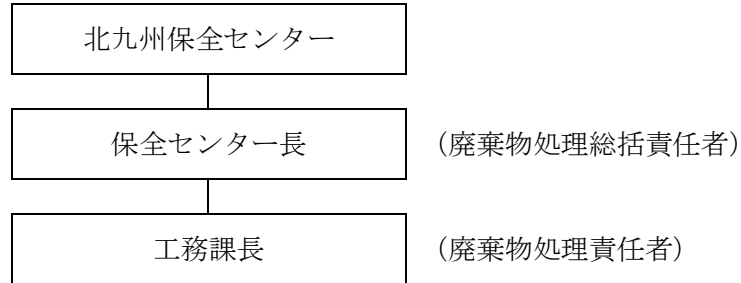 北九州保全センター
保全センター長 （廃棄物処理総括責任者）
工務課長 （廃棄物処理責任者）